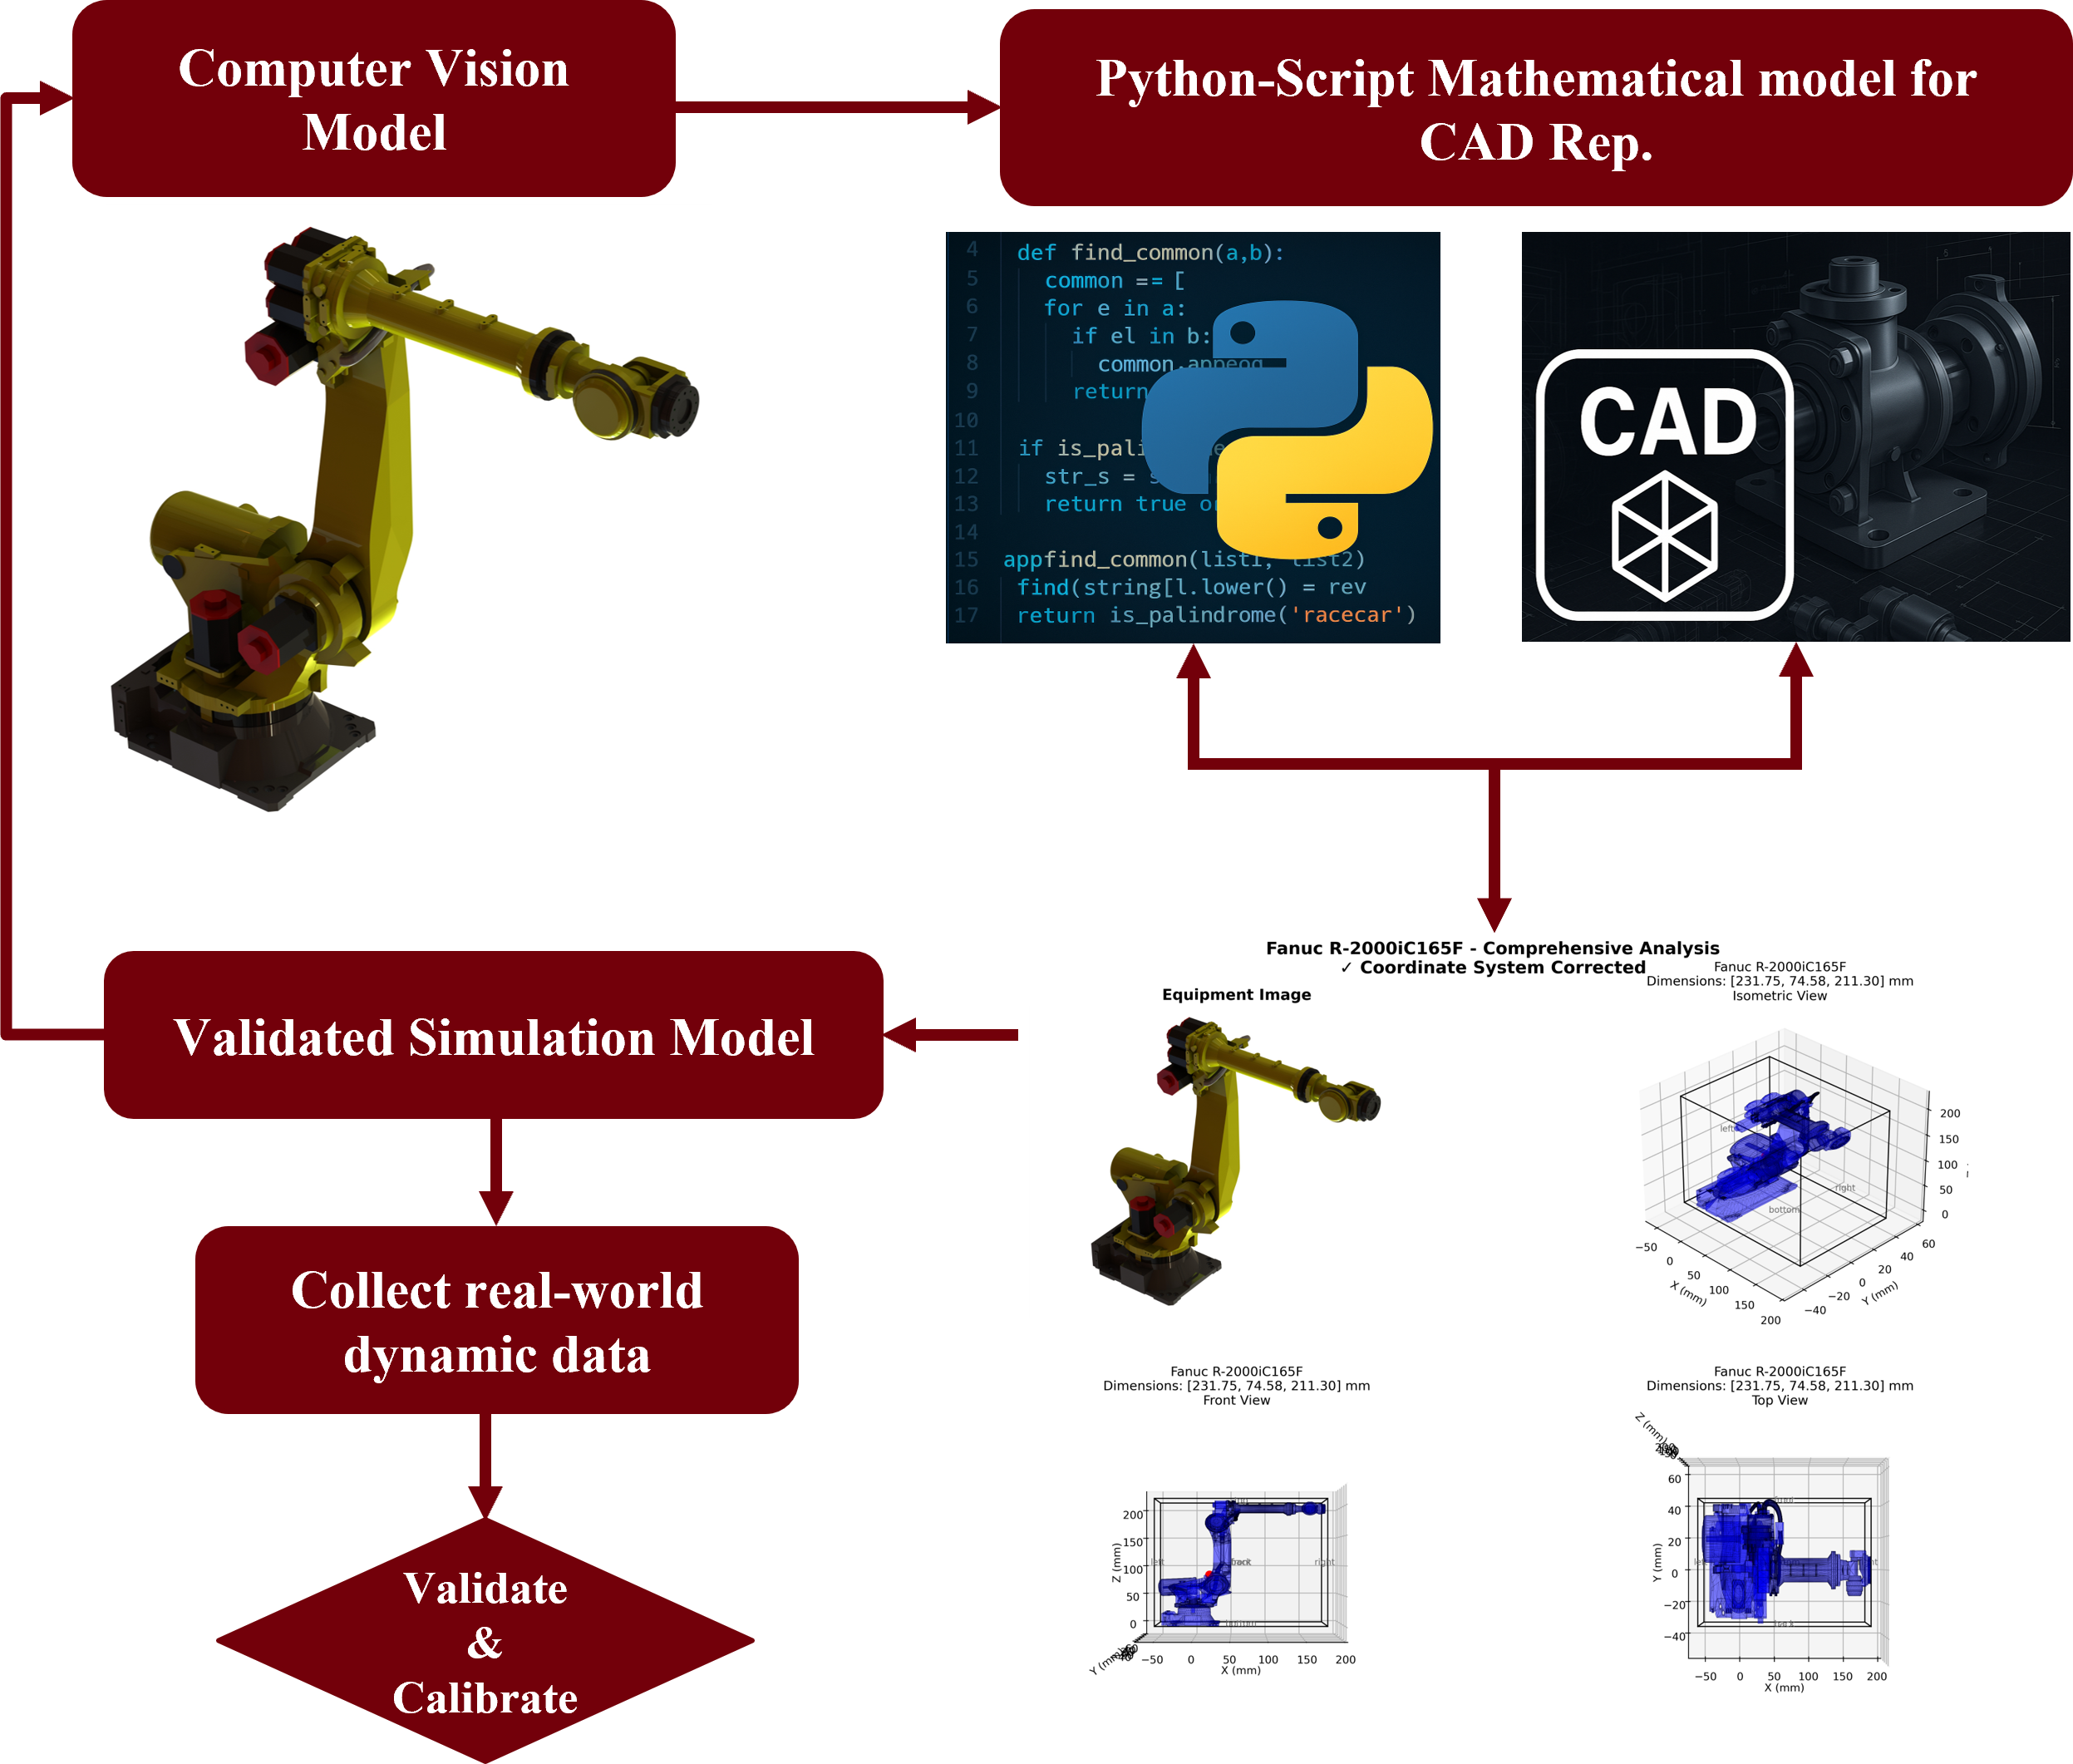 Computer Vision
Model
Python-Script Mathematical model for
CAD Rep.
4 def find_common(a,b):
5 common == [
6 for e in a:
7 if el in b:
8 common.
9 return
10
11 if
12 str_s =
13 return true
14
15 appfind_common(list1, list2)
16 find(string[l.lower() = rev
17 return is_palindrome('racecar')
CAD
Fanuc R-2000iC165F - Comprehensive Analysis
✓ Coordinate System Corrected
Equipment Image
Fanuc R-2000iC165F
Dimensions: [231.75, 74.58, 211.30] mm
Isometric View
left
right
bottom
200
150
100
50
0
−50
0
50
100
150
200
X (mm)
−40
−20
0
20
40
60
Y (mm)
Validated Simulation Model
Collect real-world
dynamic data
Validate
&
Calibrate
Fanuc R-2000iC165F
Dimensions: [231.75, 74.58, 211.30] mm
Front View
200
150
100
50
0
Z (mm)
left
right
Y (mm)
−50 0 50 100 150 200
X (mm)
Fanuc R-2000iC165F
Dimensions: [231.75, 74.58, 211.30] mm
Top View
Z (mm)
60
40
20
0
−20
−40
Y (mm)
−50 0 50 100 150 200
X (mm)